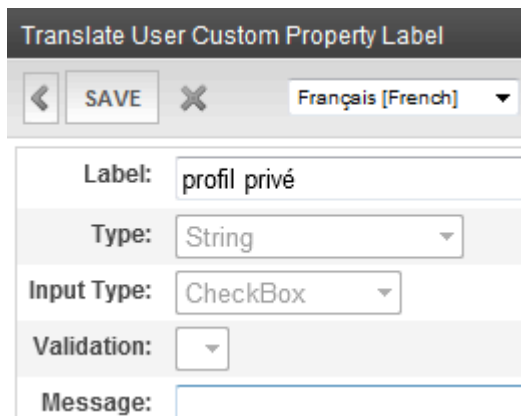 Translate User Custom Property Label
SAVE Français [French]
Label: profil privé
Type: String
Input Type: CheckBox
Validation:
Message: